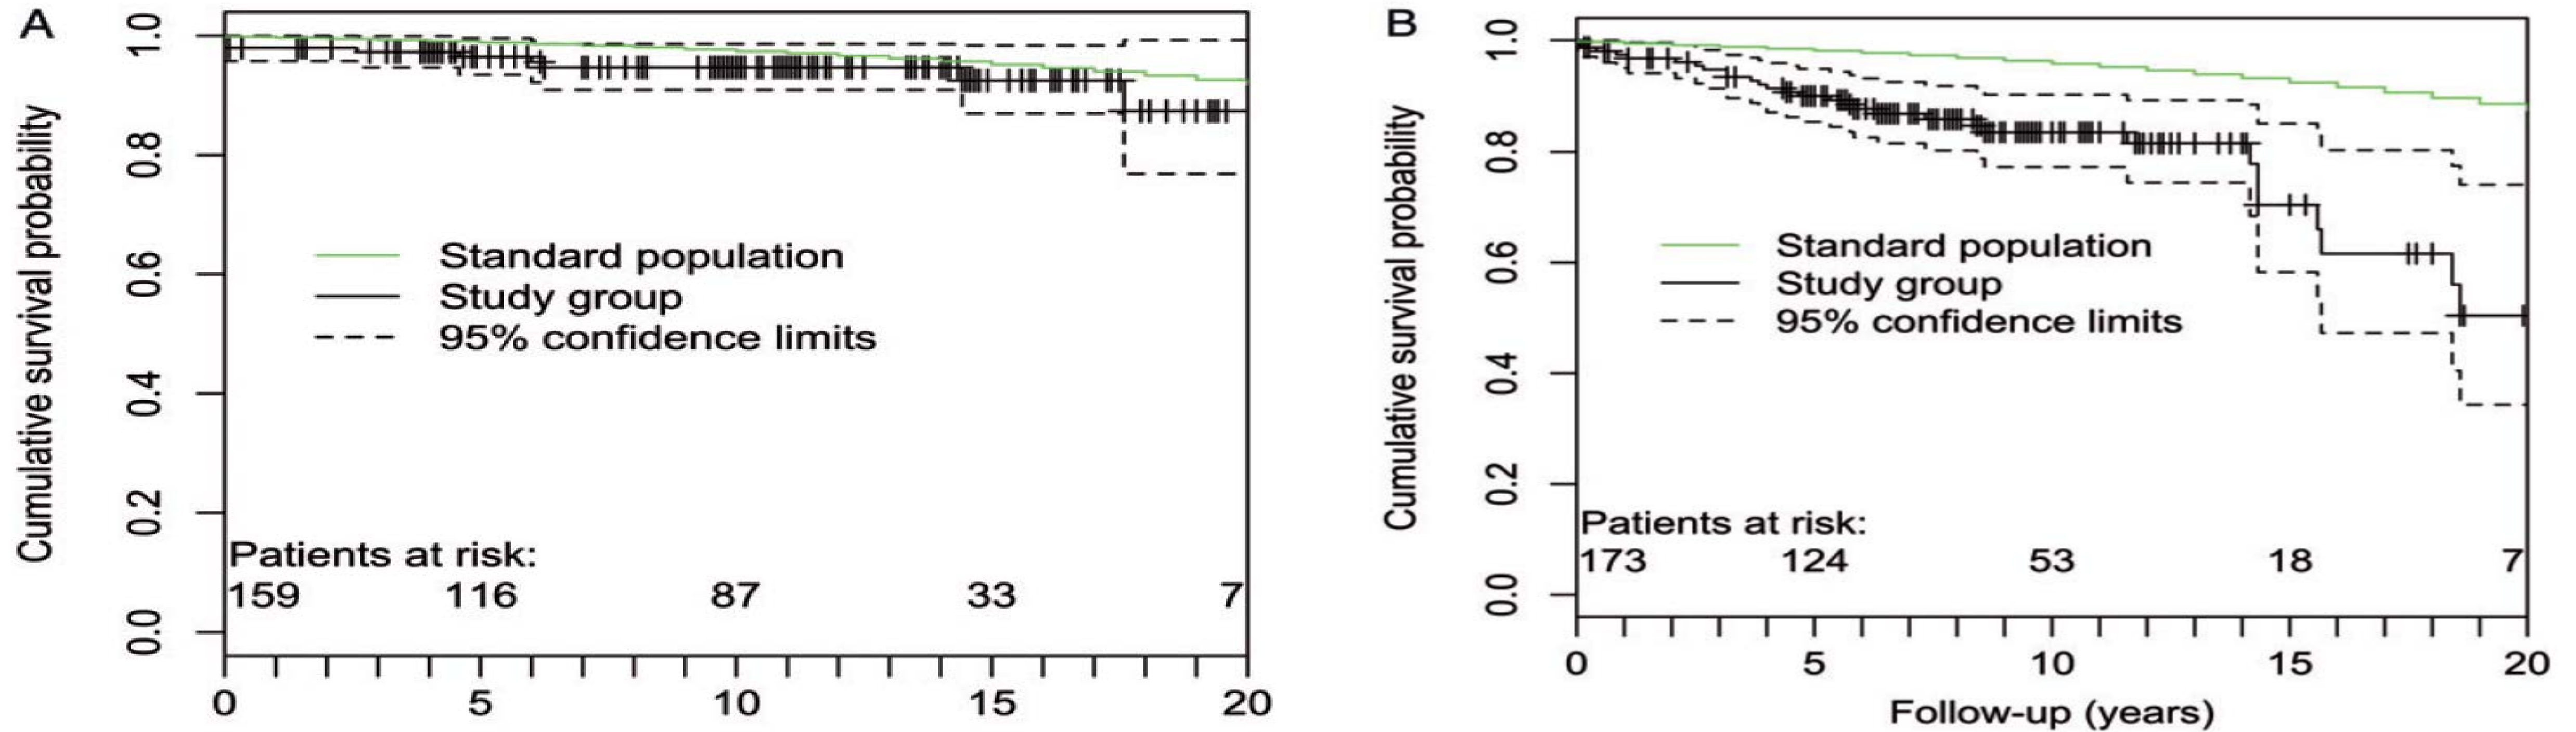 A
Cumulative survival probability
1.0
0.8
0.6
0.4
0.2
0.0
Standard population
Study group
95% confidence limits
Patients at risk:
159 116 87 33 7
0 5 10 15 20
B
Cumulative survival probability
1.0
0.8
0.6
0.4
0.2
0.0
Standard population
Study group
95% confidence limits
Patients at risk:
173 124 53 18 7
0 5 10 15 20
Follow-up (years)